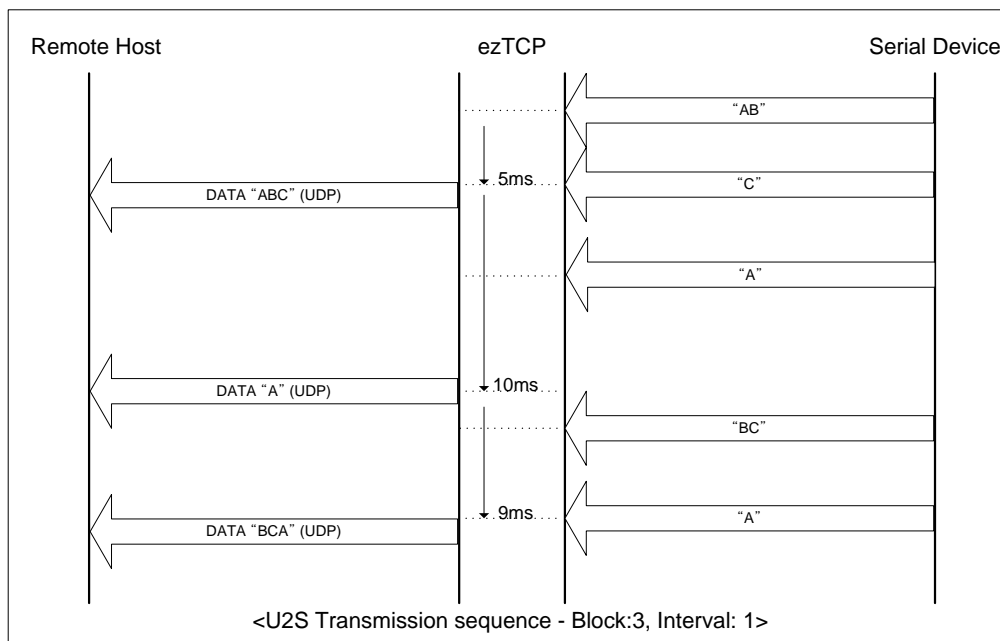 Remote Host
ezTCP
Serial Device
“AB”
5ms
“C”
DATA “ABC” (UDP)
“A”
10ms
DATA “A” (UDP)
“BC”
9ms
“A”
DATA “BCA” (UDP)
<U2S Transmission sequence - Block:3, Interval: 1>